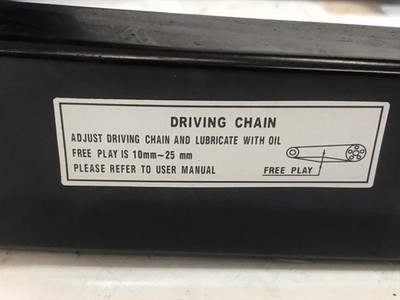 DRIVING CHAIN
ADJUST DRIVING CHAIN AND LUBRICATE WITH OIL
FREE PLAY IS 10mm~25 mm
PLEASE REFER TO USER MANUAL
FREE PLAY